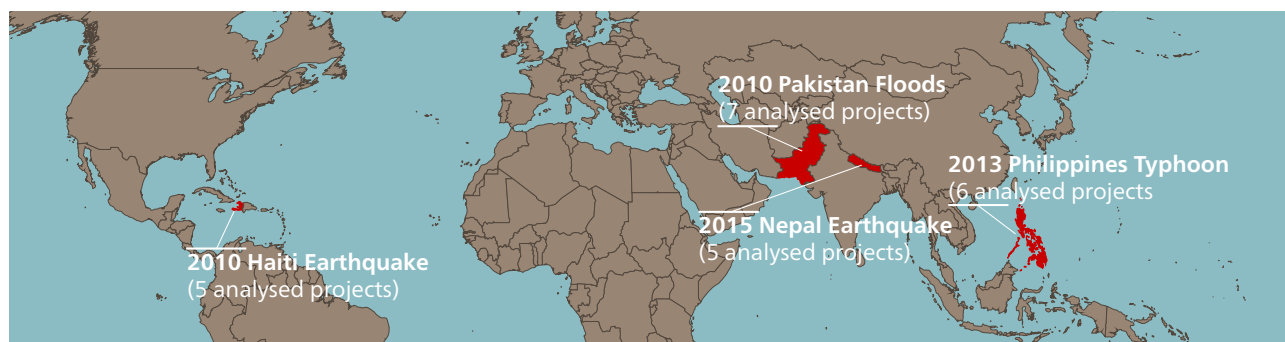 2010 Pakistan Floods
(7 analysed projects)
2013 Philippines Typhoon
(6 analysed projects
2015 Nepal Earthquake
(5 analysed projects)
2010 Haiti Earthquake
(5 analysed projects)